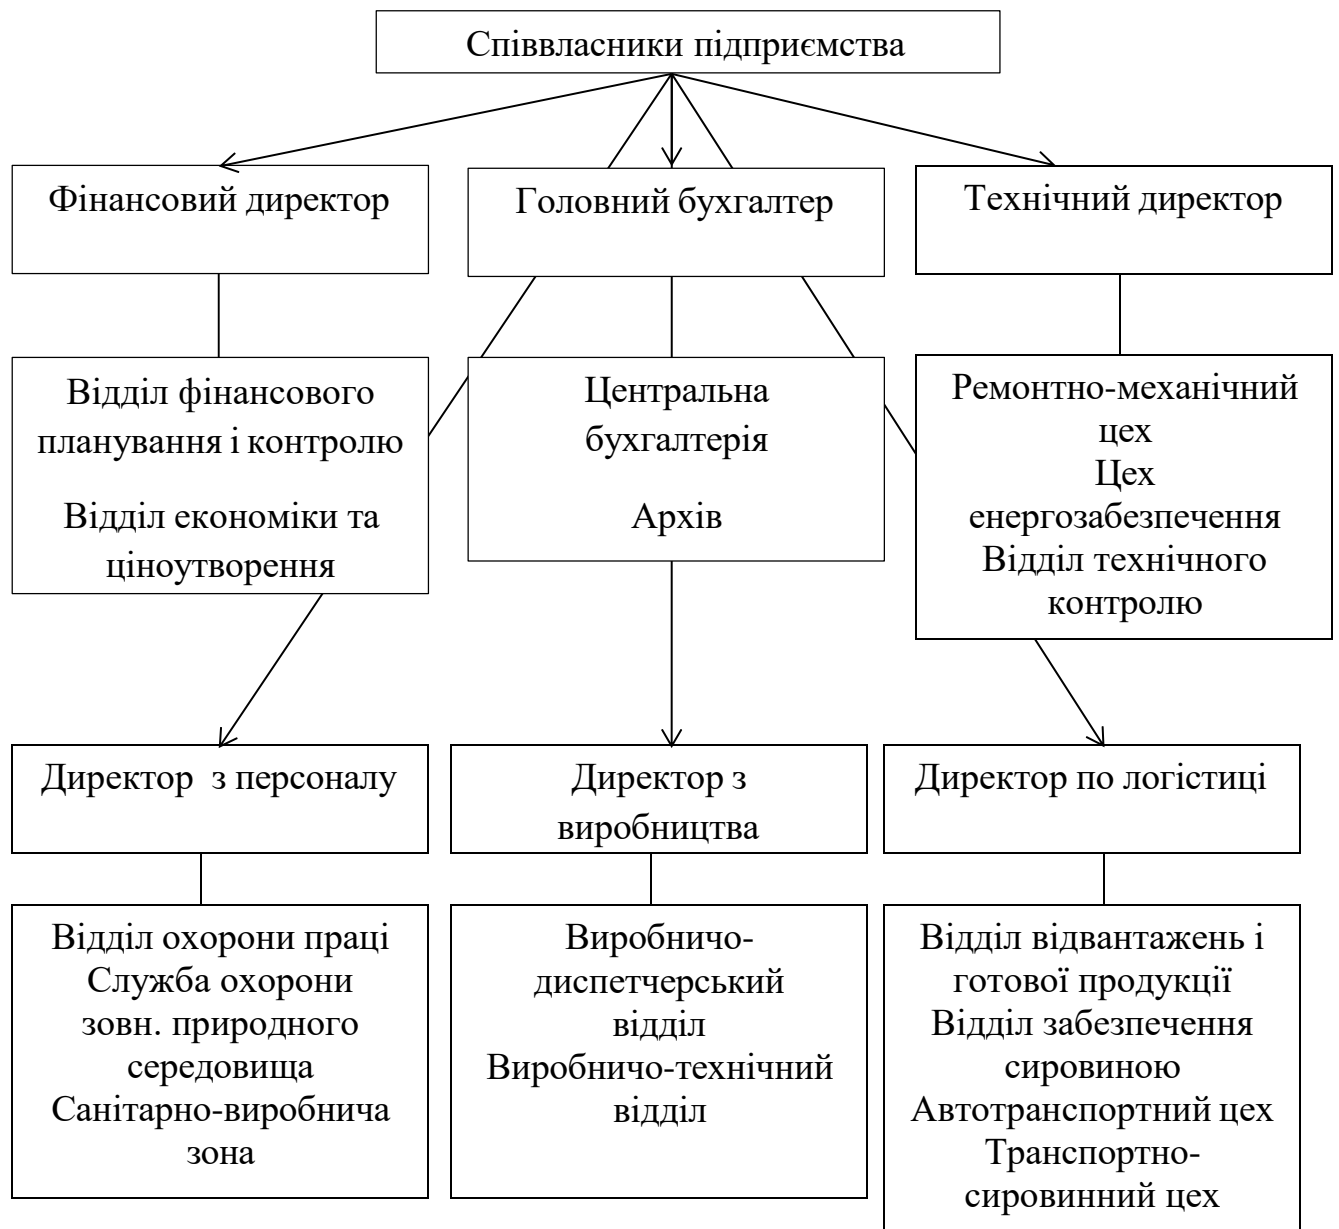 Співвласники підприємства
Фінансовий директор
Головний бухгалтер
Технічний директор
Відділ фінансового
планування і контролю
Відділ економіки та
ціноутворення
Центральна
бухгалтерія
Архів
Ремонтно-механічний
цех
Цех
енергозабезпечення
Відділ технічного
контролю
Директор з персоналу
Директор з
виробництва
Директор по логістиці
Відділ охорони праці
Служба охорони
зовн. природного
середовища
Санітарно-виробнича
зона
Виробничо-
диспетчерський
відділ
Виробничо-технічний
відділ
Відділ відвантажень і
готової продукції
Відділ забезпечення
сировиною
Автотранспортний цех
Транспортно-
сировинний цех